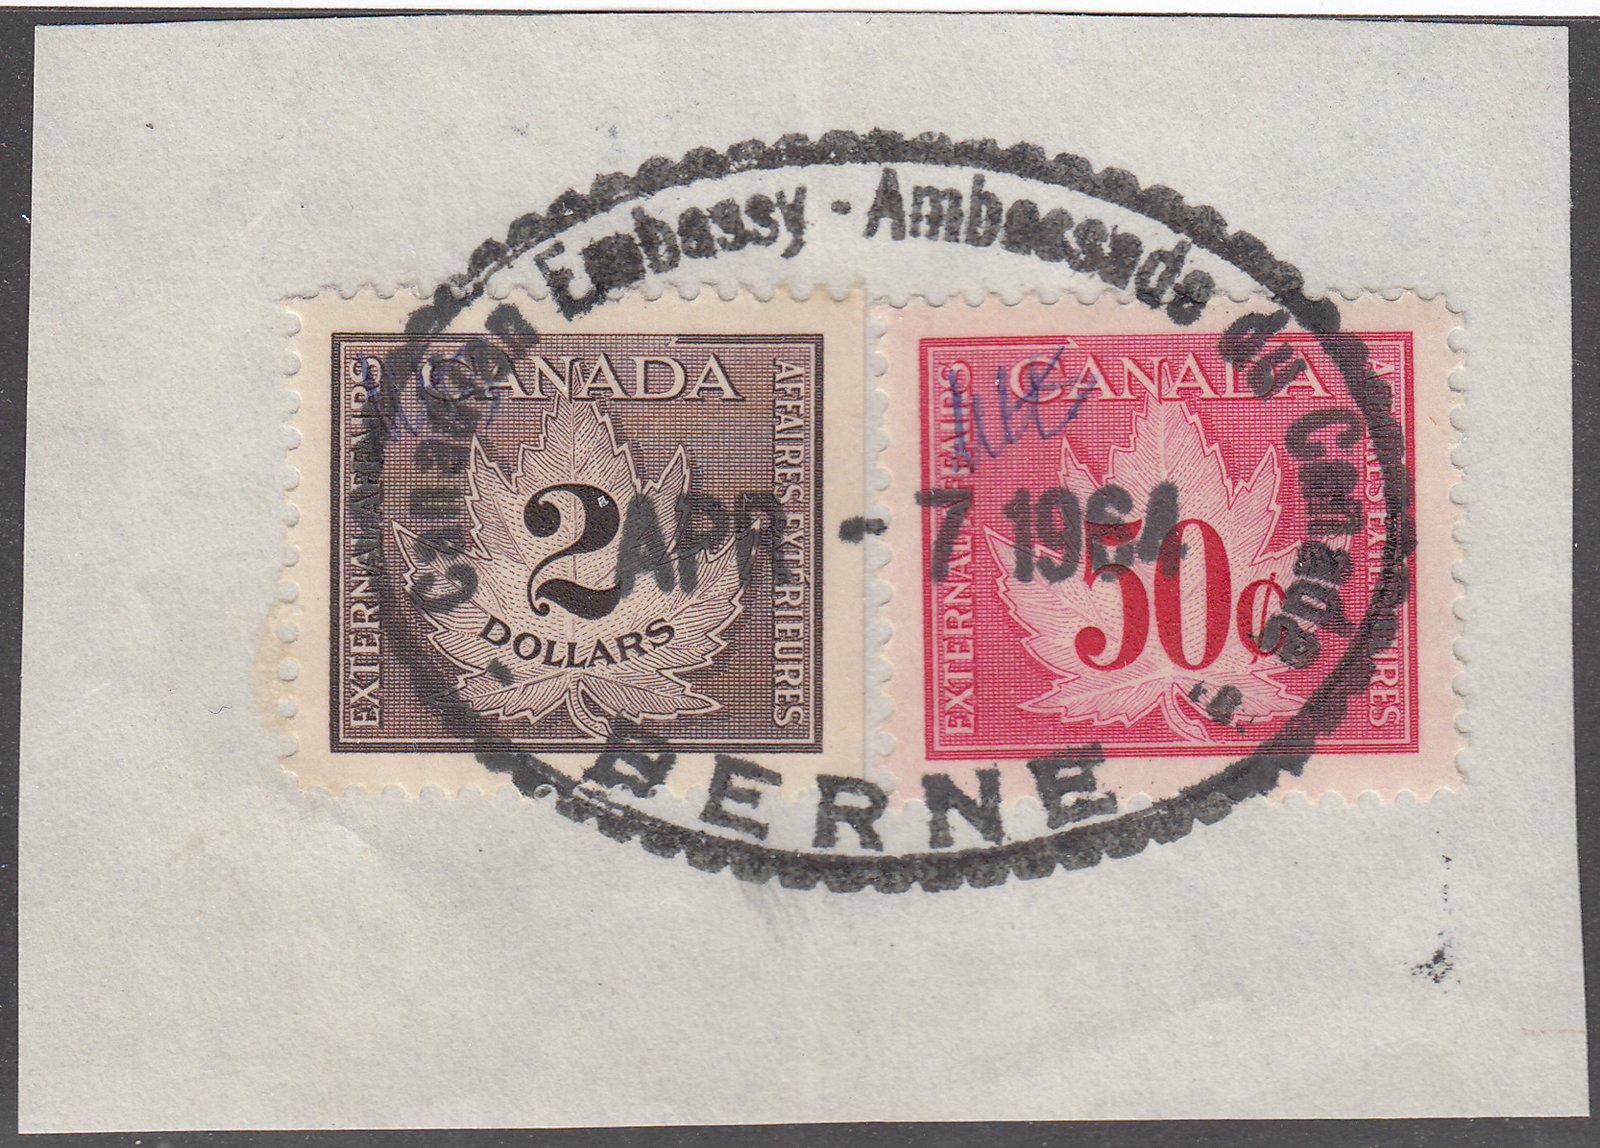 Canadian Embassy - Ambassade du Canada
APR - 7 1964
BERNE
CANADA
EXTERNAL AFFAIRS
AFFAIRES EXTÉRIEURES
2
DOLLARS
CANADA
EXTERNAL AFFAIRS
AFFAIRES EXTÉRIEURES
50¢